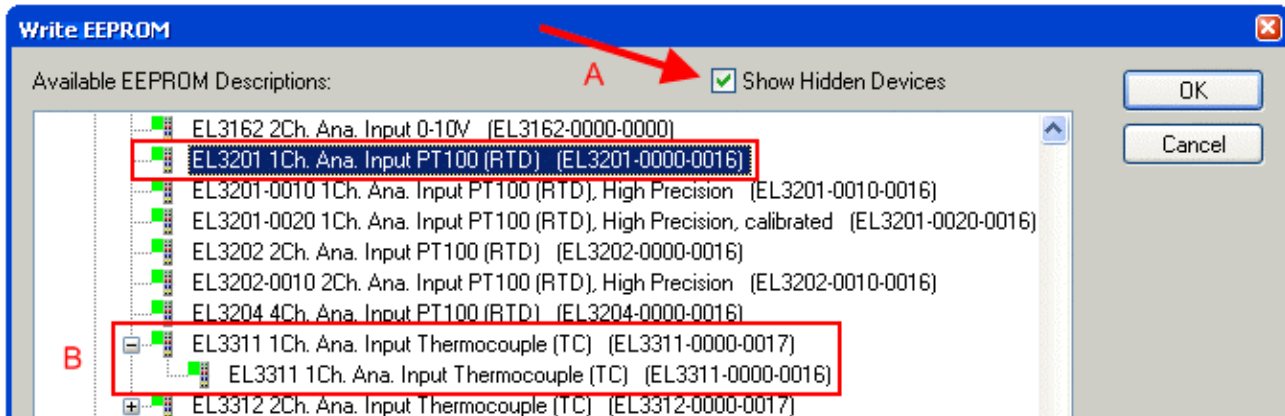 Write EEPROM
A
Available EEPROM Descriptions:
Show Hidden Devices
OK
Cancel
EL3162 2Ch. Ana. Input 0-10V (EL3162-0000-0000)
EL3201 1Ch. Ana. Input PT100 (RTD) (EL3201-0000-0016)
EL3201-0010 1Ch. Ana. Input PT100 (RTD), High Precision (EL3201-0010-0016)
EL3201-0020 1Ch. Ana. Input PT100 (RTD), High Precision, calibrated (EL3201-0020-0016)
EL3202 2Ch. Ana. Input PT100 (RTD) (EL3202-0000-0016)
EL3202-0010 2Ch. Ana. Input PT100 (RTD), High Precision (EL3202-0010-0016)
EL3204 4Ch. Ana. Input PT100 (RTD) (EL3204-0000-0016)
B
EL3311 1Ch. Ana. Input Thermocouple (TC) (EL3311-0000-0017)
EL3311 1Ch. Ana. Input Thermocouple (TC) (EL3311-0000-0016)
EL3312 2Ch. Ana. Input Thermocouple (TC) (EL3312-0000-0017)